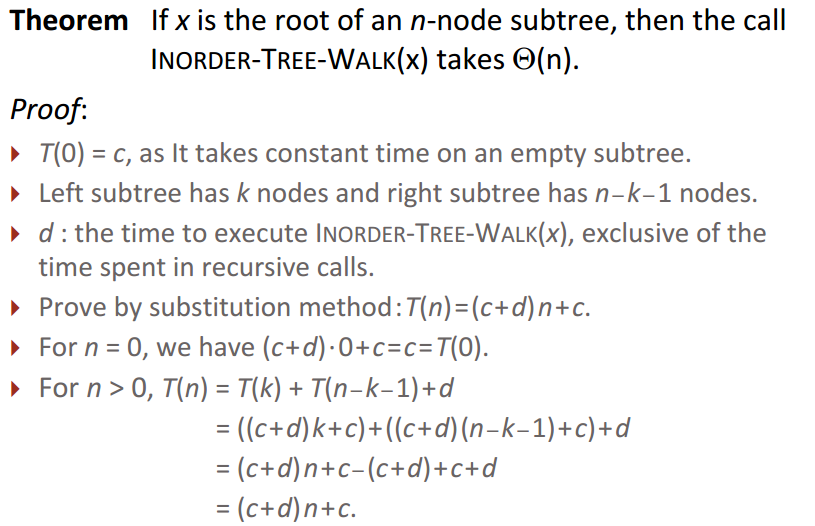 Theorem If x is the root of an n-node subtree, then the call
INORDER-TREE-WALK(x) takes Θ(n).
Proof:
▶ T(0) = c, as It takes constant time on an empty subtree.
▶ Left subtree has k nodes and right subtree has n−k−1 nodes.
▶ d : the time to execute INORDER-TREE-WALK(x), exclusive of the
time spent in recursive calls.
▶ Prove by substitution method: T(n)=(c+d)n+c.
▶ For n = 0, we have (c+d)·0+c=c=T(0).
▶ For n > 0, T(n) = T(k) + T(n−k−1)+d
= ((c+d)k+c)+((c+d)(n−k−1)+c)+d
= (c+d)n+c−(c+d)+c+d
= (c+d)n+c.